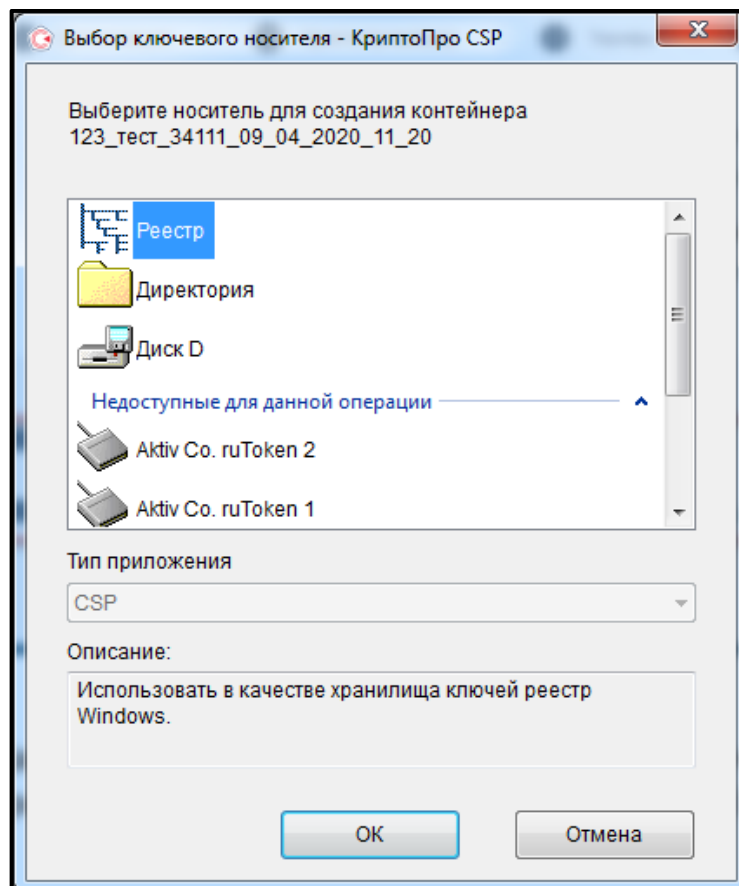 Выбор ключевого носителя - КриптоПро CSP
Выберите носитель для создания контейнера
123_тест_34111_09_04_2020_11_20
Реестр
Директория
Диск D
Недоступные для данной операции
Aktiv Co. ruToken 2
Aktiv Co. ruToken 1
Тип приложения
CSP
Описание:
Использовать в качестве хранилища ключей реестр
Windows.
ОК
Отмена